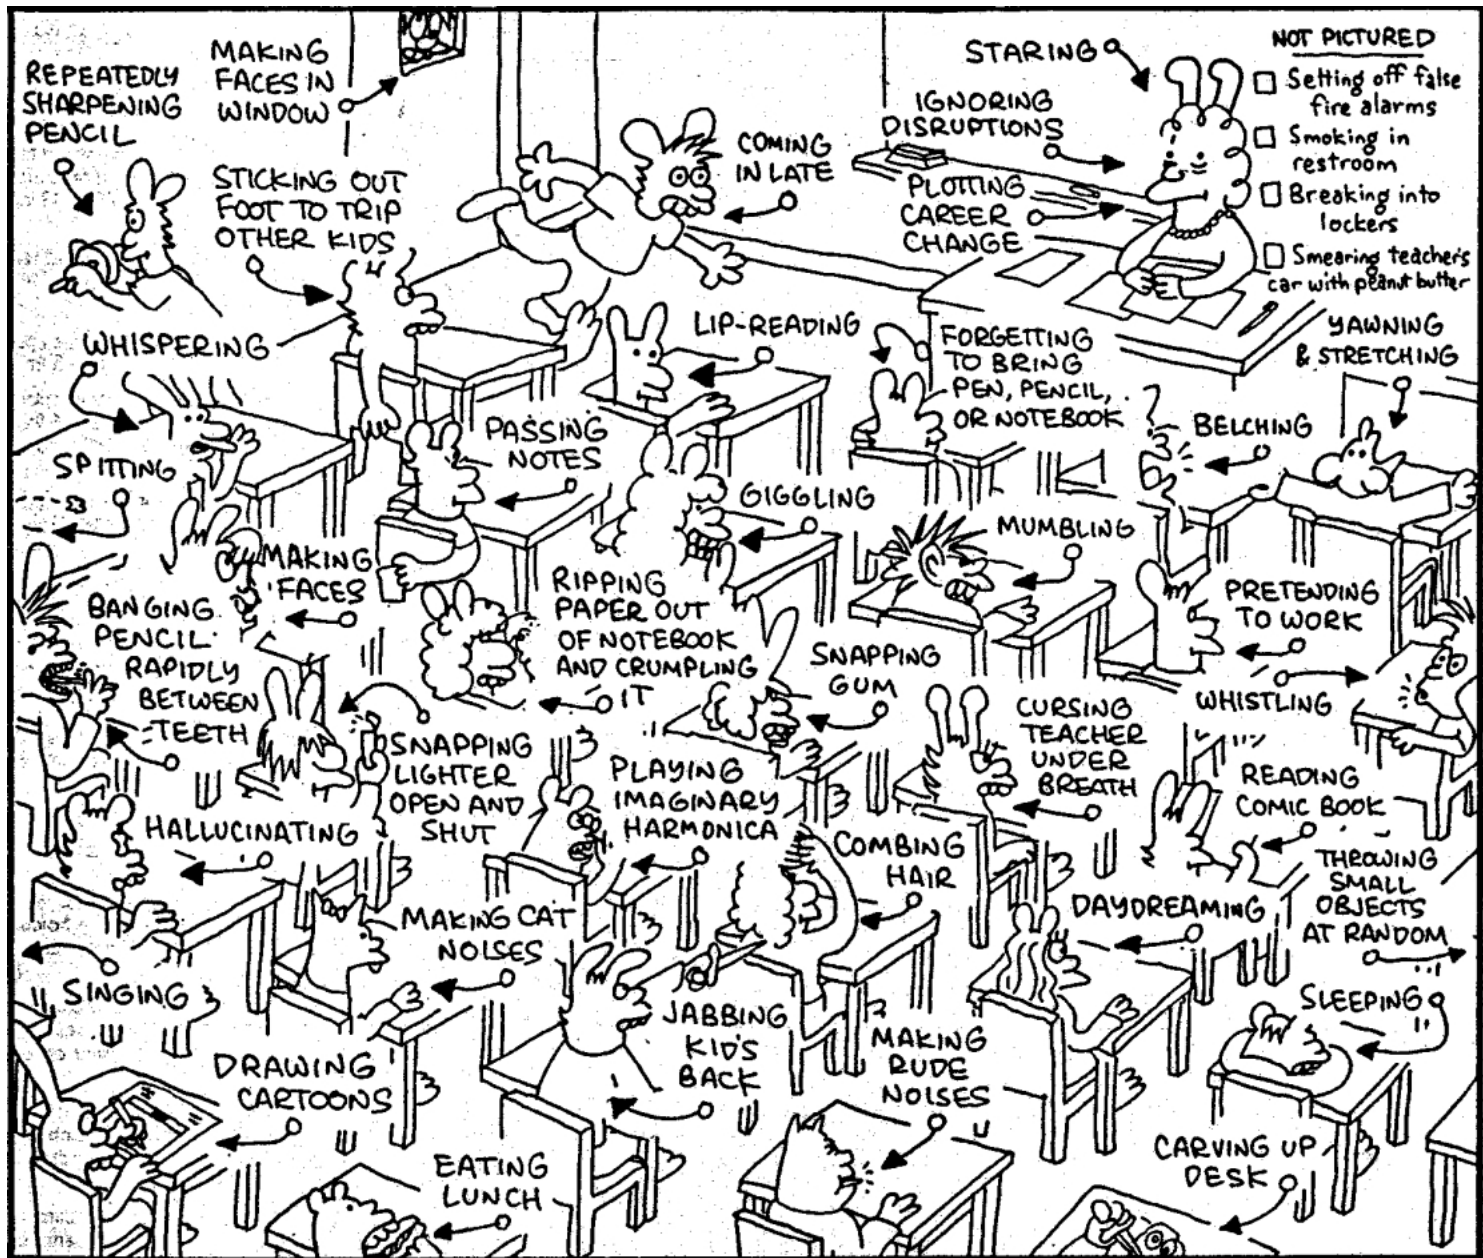 MAKING
FACES IN
WINDOW
REPEATEDLY
SHARPENING
PENCIL
STICKING OUT
FOOT TO TRIP
OTHER KIDS
COMING
IN LATE
STARING
IGNORING
DISRUPTIONS
PLOTTING
CAREER
CHANGE
NOT PICTURED
Setting off false
fire alarms
Smoking in
restroom
Breaking into
lockers
Smearing teacher's
car with peanut butter
WHISPERING
LIP-READING
FORGETTING
TO BRING
PEN, PENCIL,
OR NOTEBOOK
YAWNING
& STRETCHING
SPITTING
PASSING
NOTES
GIGGLING
BELCHING
MUMBLING
MAKING
FACES
BANGING
PENCIL
RAPIDLY
BETWEEN
TEETH
RIPPING
PAPER OUT
OF NOTEBOOK
AND CRUMPLING
IT
SNAPPING
GUM
PRETENDING
TO WORK
WHISTLING
SNAPPING
LIGHTER
OPEN AND
SHUT
PLAYING
IMAGINARY
HARMONICA
CURSING
TEACHER
UNDER
BREATH
READING
COMIC BOOK
HALLUCINATING
COMBING
HAIR
THROWING
SMALL
OBJECTS
AT RANDOM
MAKING CAT
NOISES
DAYDREAMING
SINGING
JABBING
KID'S
BACK
MAKING
RUDE
NOISES
SLEEPING
DRAWING
CARTOONS
EATING
LUNCH
CARVING UP
DESK